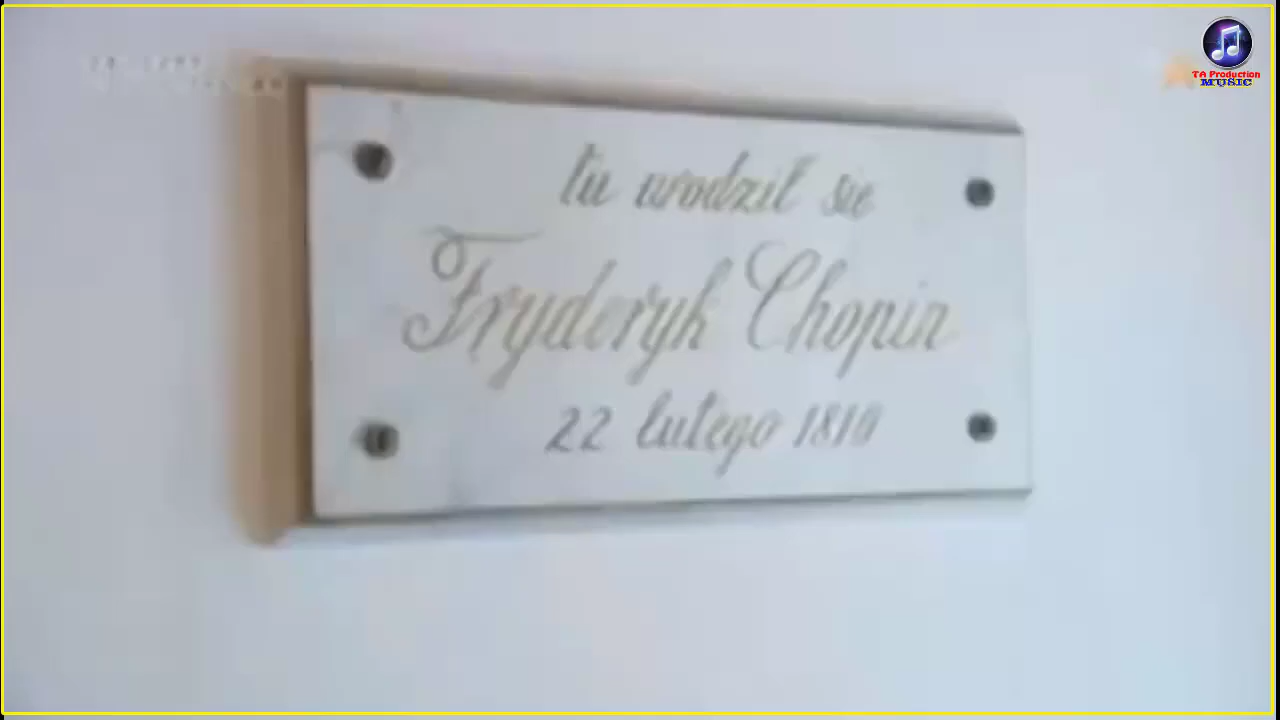 TA Production
MUSIC
tu urodził się
Fryderyk Chopin
22 lutego 1810